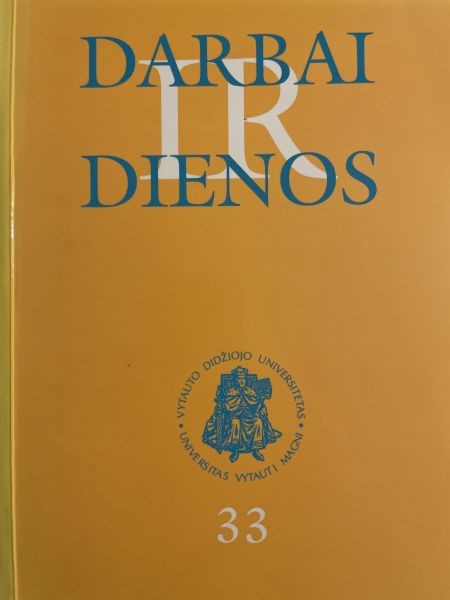 DARBAI
IR
DIENOS
VYTAUTO DIDŽIOJO UNIVERSITETAS
UNIVERSITAS VYTAUTI MAGNI
33